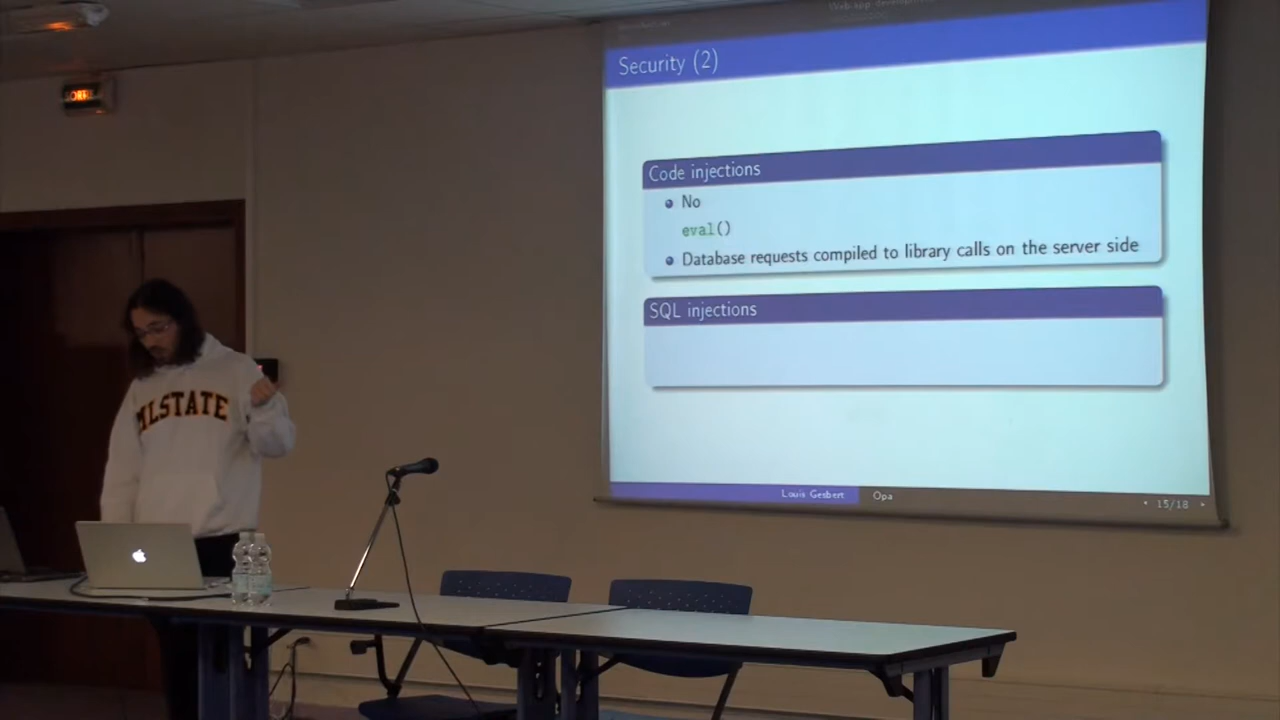 Security (2)
Code injections
No
eval()
Database requests compiled to library calls on the server side
SQL injections
Louis Gesbert
Opa
15/18
MLSTATE